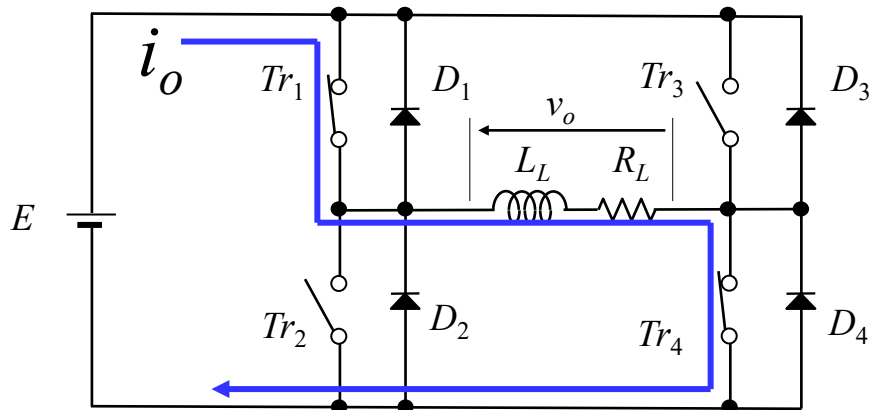 i_o
Tr_1
D_1
v_o
L_L
R_L
Tr_3
D_3
E
Tr_2
D_2
Tr_4
D_4